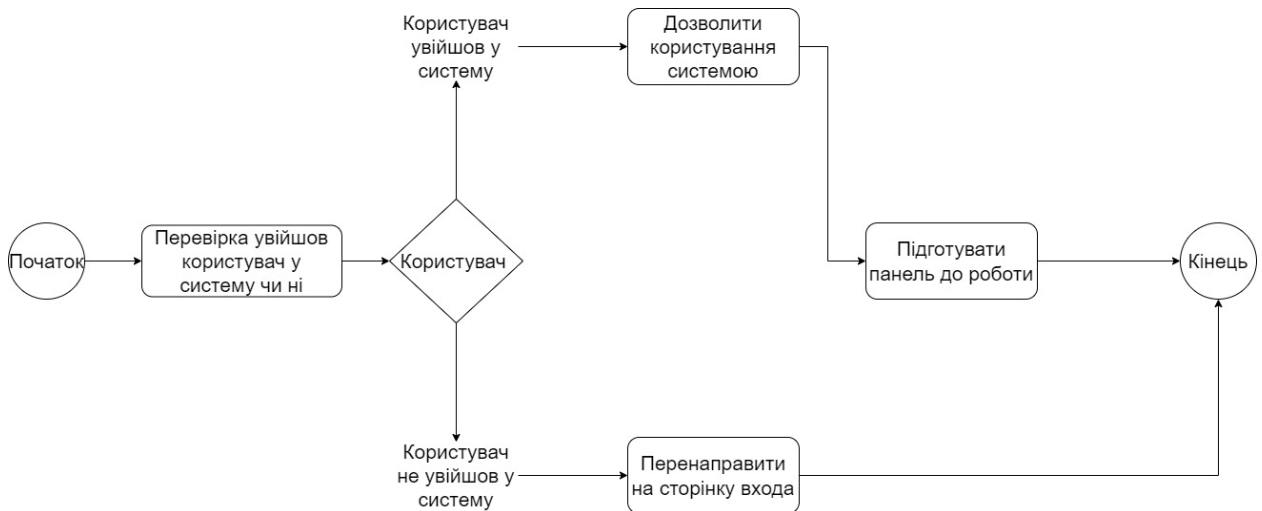 Користувач
увійшов у
систему
Дозволити
користування
системою
Початок
Перевірка увійшов
користувач у
систему чи ні
Користувач
Підготувати
панель до роботи
Кінець
Користувач
не увійшов у
систему
Перенаправити
на сторінку входа